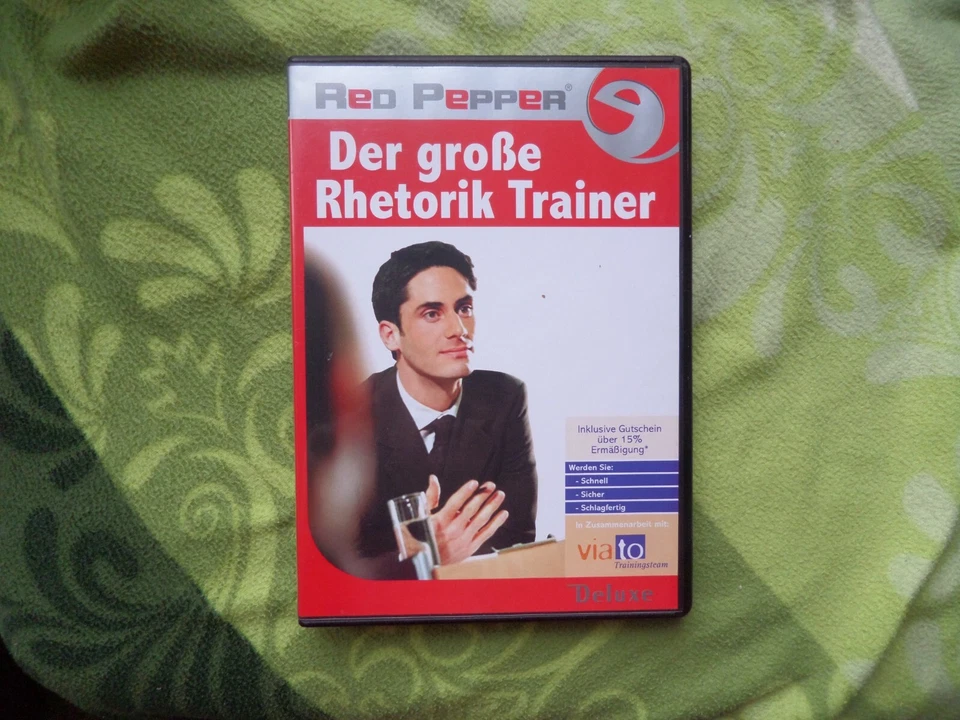 Red Pepper®
Der große
Rhetorik Trainer
Inklusive Gutschein
über 15%
Ermäßigung*
Werden Sie:
- Schnell
- Sicher
- Schlagfertig
In Zusammenarbeit mit:
viato
Trainingsteam
Deluxe